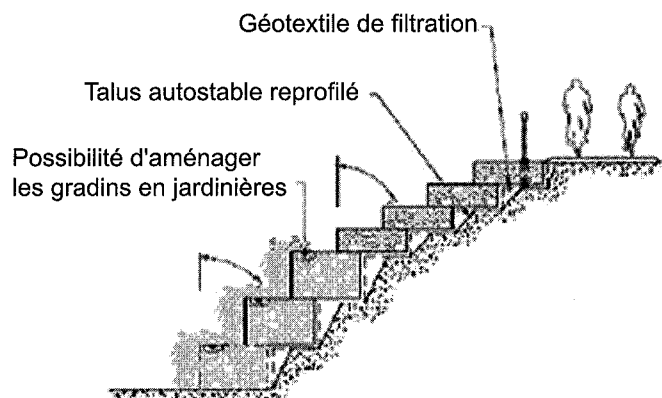 Géotextile de filtration
Talus autostable reprofilé
Possibilité d'aménager
les gradins en jardinières